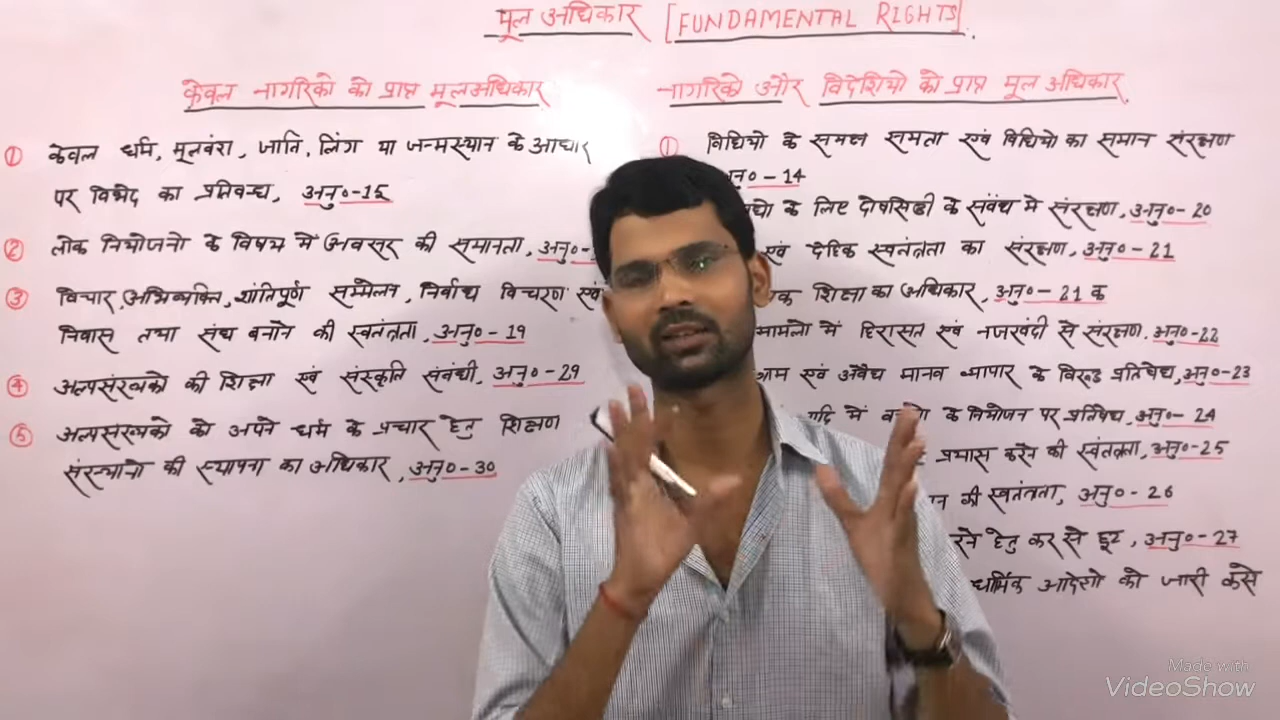 मूल अधिकार [FUNDAMENTAL RIGHTS].
केवल नागरिको को प्राप्त मूलअधिकार
① केवल धर्म, मूलवंश, जाति, लिंग या जन्मस्थान के आधार
पर विभेद का प्रतिबन्ध, अनु०-15
② लोक नियोजनो के विषय में अवसर की समानता, अनु०-
③ विचार, अभिव्यक्ति, शांतिपूर्ण सम्मेलन, निर्वाध विचरण एवं
निवास तथा संघ बनाने की स्वतंत्रता, अनु०-19
④ अल्पसंख्यको की शिक्षा एवं संस्कृति संबंधी, अनु०-29
⑤ अल्पसंख्यको को अपने धर्म के प्रचार हेतु शिक्षण
संस्थानो की स्थापना का अधिकार, अनु०-30
नागरिको और विदेशियो को प्राप्त मूल अधिकार
① विधियो के समक्ष समता एवं विधियो का समान संरक्षण
अनु०-14
के लिए दोषसिद्धी के संबंध मे संरक्षण, अनु०-20
एवं दैहिक स्वतंत्रता का संरक्षण, अनु०-21
शिक्षा का अधिकार, अनु०-21 क
मामलो में हिरासत एवं नजरबंदी से संरक्षण. अनु०-22
एवं अवैध मानव व्यापार के विरूद्ध प्रतिषेध, अनु०-23
में के नियोजन पर प्रतिषेध, अनु०-24
करने की स्वंतत्रता, अनु०-25
की स्वतंत्रता, अनु०-26
हेतु कर से छूट, अनु०-27
धार्मिक आदेशो को जारी करने
Made with
VideoShow